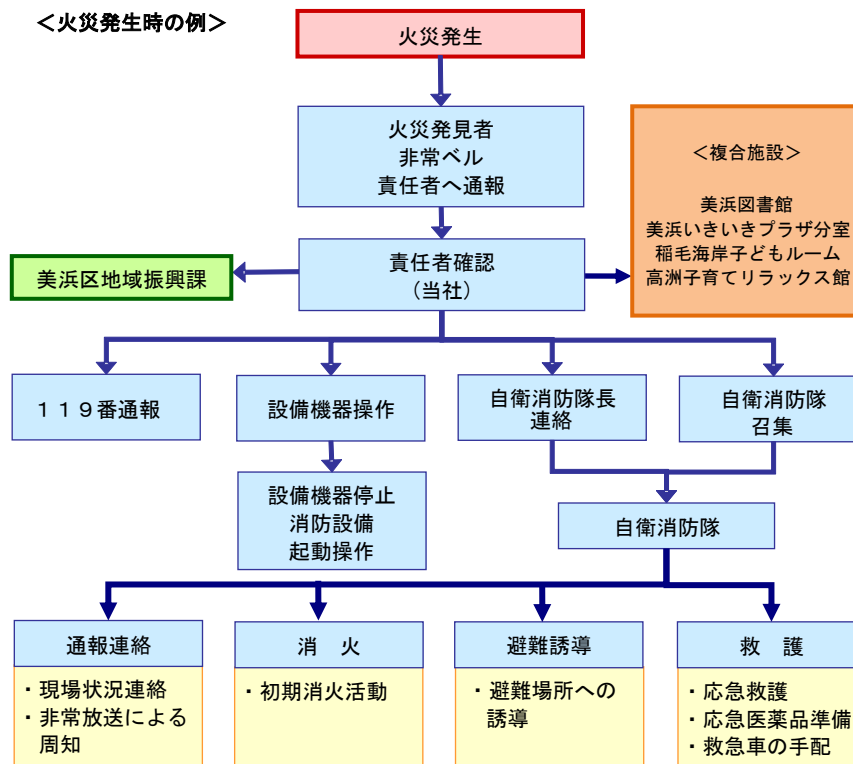 ＜火災発生時の例＞
火災発生
火災発見者
非常ベル
責任者へ通報
＜複合施設＞
美浜図書館
美浜いきいきプラザ分室
稲毛海岸子どもルーム
高洲子育てリラックス館
美浜区地域振興課
責任者確認
（当社）
１１９番通報
設備機器操作
自衛消防隊長
連絡
自衛消防隊
召集
設備機器停止
消防設備
起動操作
自衛消防隊
通報連絡
・現場状況連絡
・非常放送による
周知
消　火
・初期消火活動
避難誘導
・避難場所への
誘導
救　護
・応急救護
・応急医薬品準備
・救急車の手配